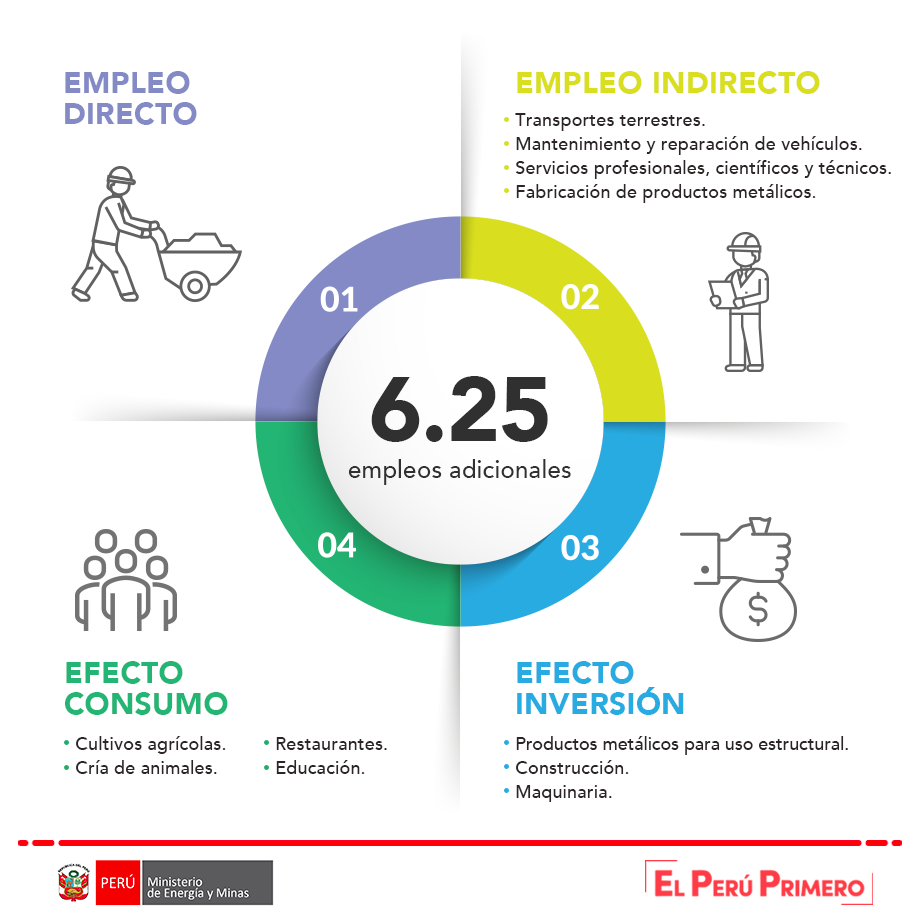 EMPLEO
DIRECTO
EMPLEO INDIRECTO
• Transportes terrestres.
• Mantenimiento y reparación de vehículos.
• Servicios profesionales, científicos y técnicos.
• Fabricación de productos metálicos.
01
02
6.25
empleos adicionales
04
03
$
EFECTO
CONSUMO
• Cultivos agrícolas.
• Cría de animales.
• Restaurantes.
• Educación.
EFECTO
INVERSIÓN
• Productos metálicos para uso estructural.
• Construcción.
• Maquinaria.
PERÚ
Ministerio
de Energía y Minas
EL PERÚ PRIMERO